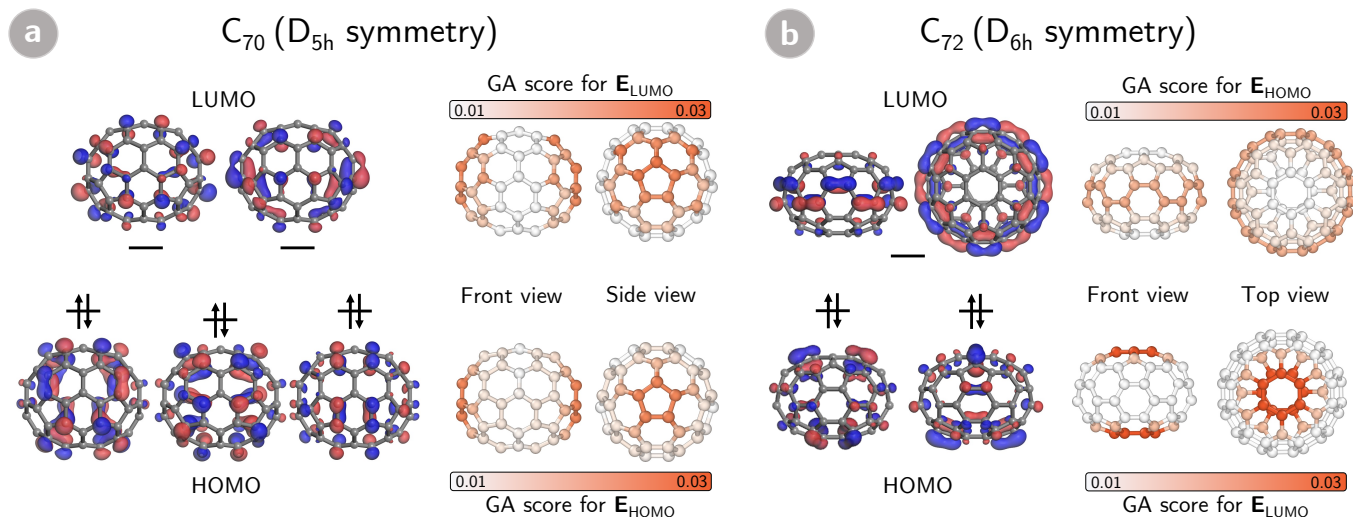 a
C70 (D5h symmetry)
LUMO
GA score for ELUMO
0.01 0.03
Front view Side view
HOMO
0.01 0.03
GA score for EHOMO
b
C72 (D6h symmetry)
LUMO
GA score for EHOMO
0.01 0.03
Front view Top view
HOMO
0.01 0.03
GA score for ELUMO